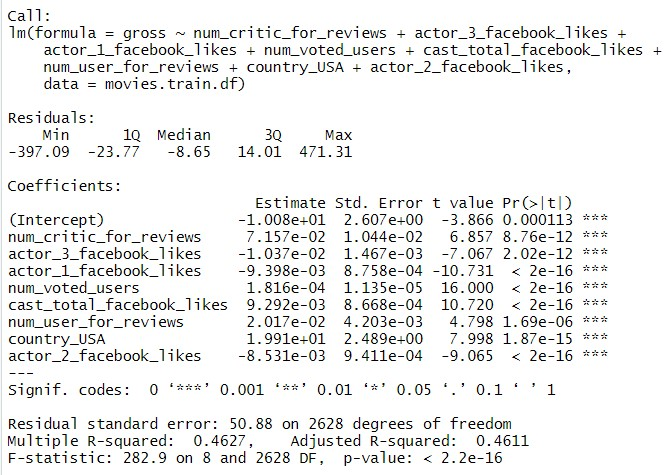 Call:
lm(formula = gross ~ num_critic_for_reviews + actor_3_facebook_likes +
    actor_1_facebook_likes + num_voted_users + cast_total_facebook_likes +
    num_user_for_reviews + country_USA + actor_2_facebook_likes,
    data = movies.train.df)

Residuals:
    Min      1Q  Median      3Q     Max
-397.09  -23.77   -8.65   14.01  471.31

Coefficients:
                            Estimate Std. Error t value Pr(>|t|)
(Intercept)               -1.008e+01  2.607e+00  -3.866 0.000113 ***
num_critic_for_reviews     7.157e-02  1.044e-02   6.857 8.76e-12 ***
actor_3_facebook_likes    -1.037e-02  1.467e-03  -7.067 2.02e-12 ***
actor_1_facebook_likes    -9.398e-03  8.758e-04 -10.731  < 2e-16 ***
num_voted_users            1.816e-04  1.135e-05  16.000  < 2e-16 ***
cast_total_facebook_likes  9.292e-03  8.668e-04  10.720  < 2e-16 ***
num_user_for_reviews       2.017e-02  4.203e-03   4.798 1.69e-06 ***
country_USA                1.991e+01  2.489e+00   7.998 1.87e-15 ***
actor_2_facebook_likes    -8.531e-03  9.411e-04  -9.065  < 2e-16 ***
---
Signif. codes:  0 ‘***’ 0.001 ‘**’ 0.01 ‘*’ 0.05 ‘.’ 0.1 ‘ ’ 1

Residual standard error: 50.88 on 2628 degrees of freedom
Multiple R-squared:  0.4627,    Adjusted R-squared:  0.4611
F-statistic: 282.9 on 8 and 2628 DF,  p-value: < 2.2e-16